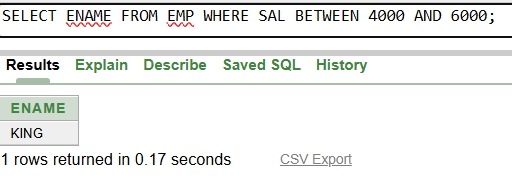 SELECT ENAME FROM EMP WHERE SAL BETWEEN 4000 AND 6000;
Results Explain Describe Saved SQL History
ENAME
KING
1 rows returned in 0.17 seconds CSV Export